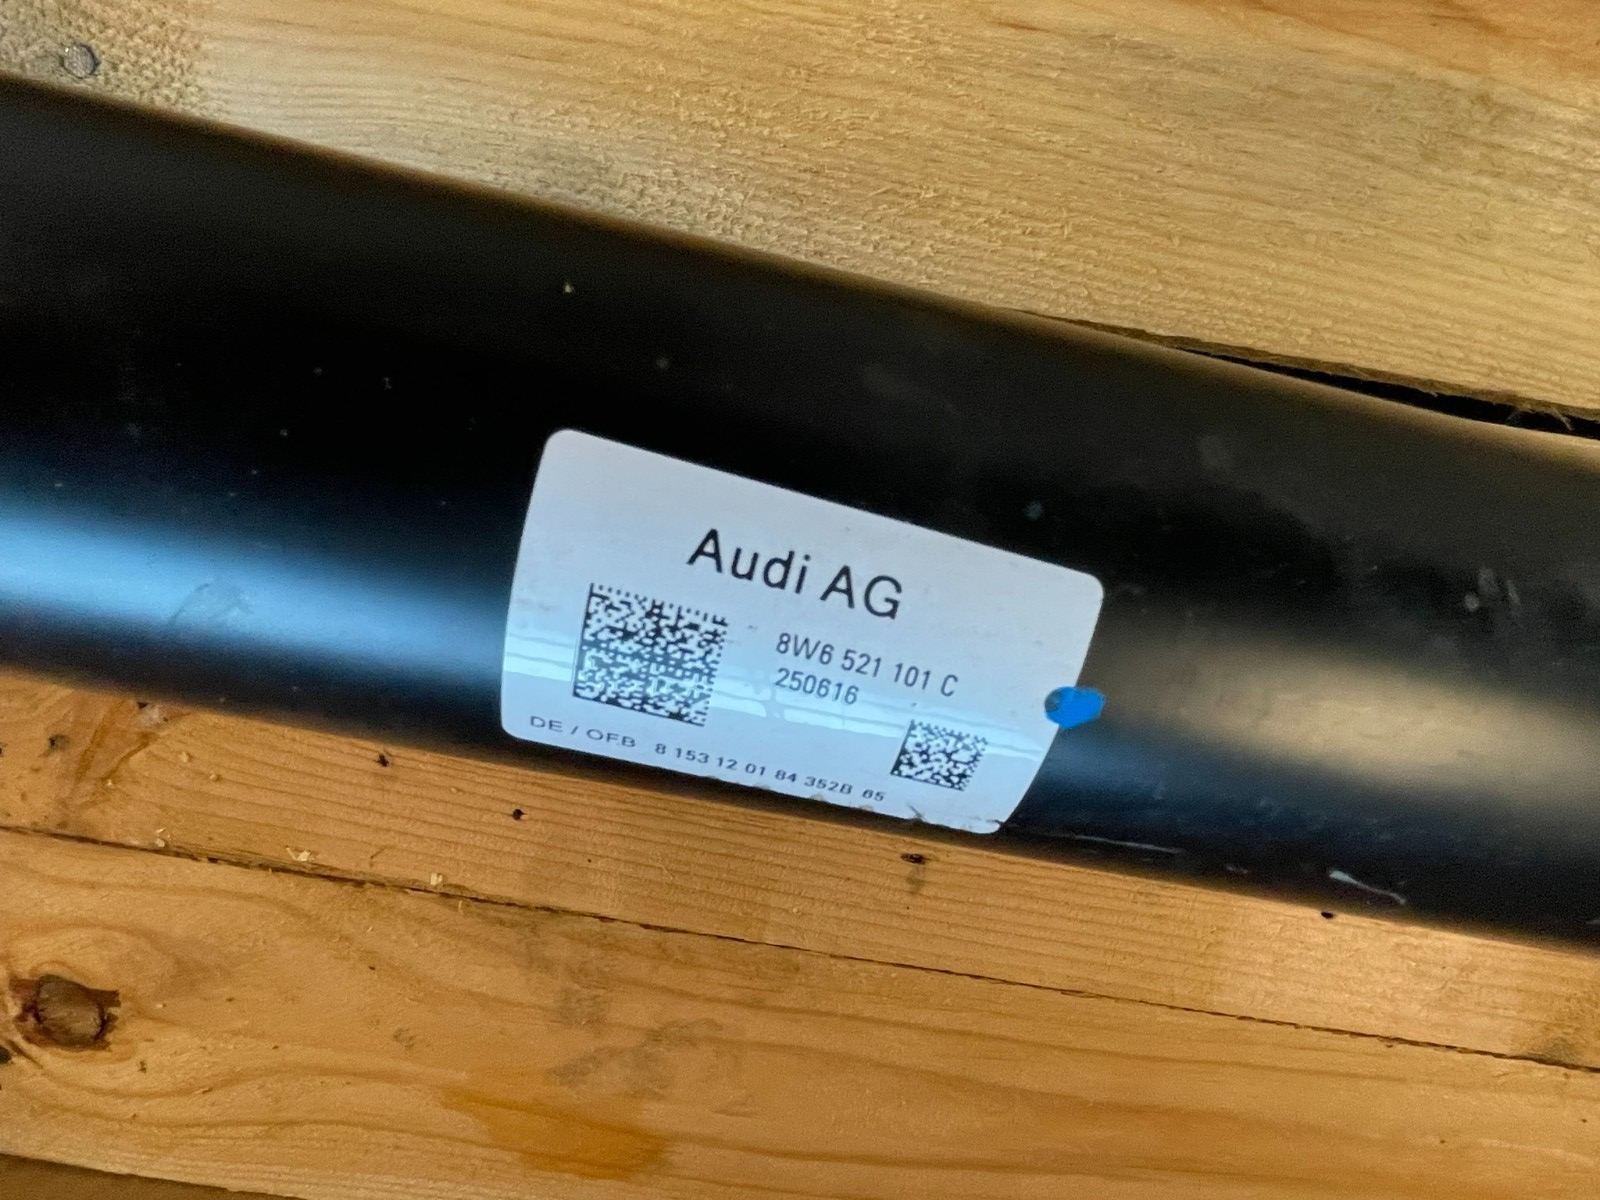 Audi AG
8W6 521 101 C
250616
DE / OFB 8 153 12 01 84 352B 65